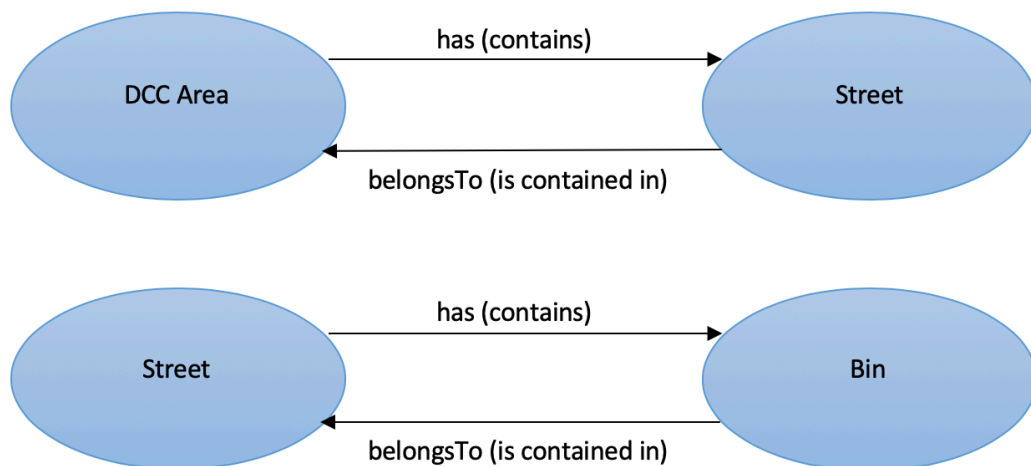 has (contains)
DCC Area
Street
belongsTo (is contained in)
has (contains)
Street
Bin
belongsTo (is contained in)